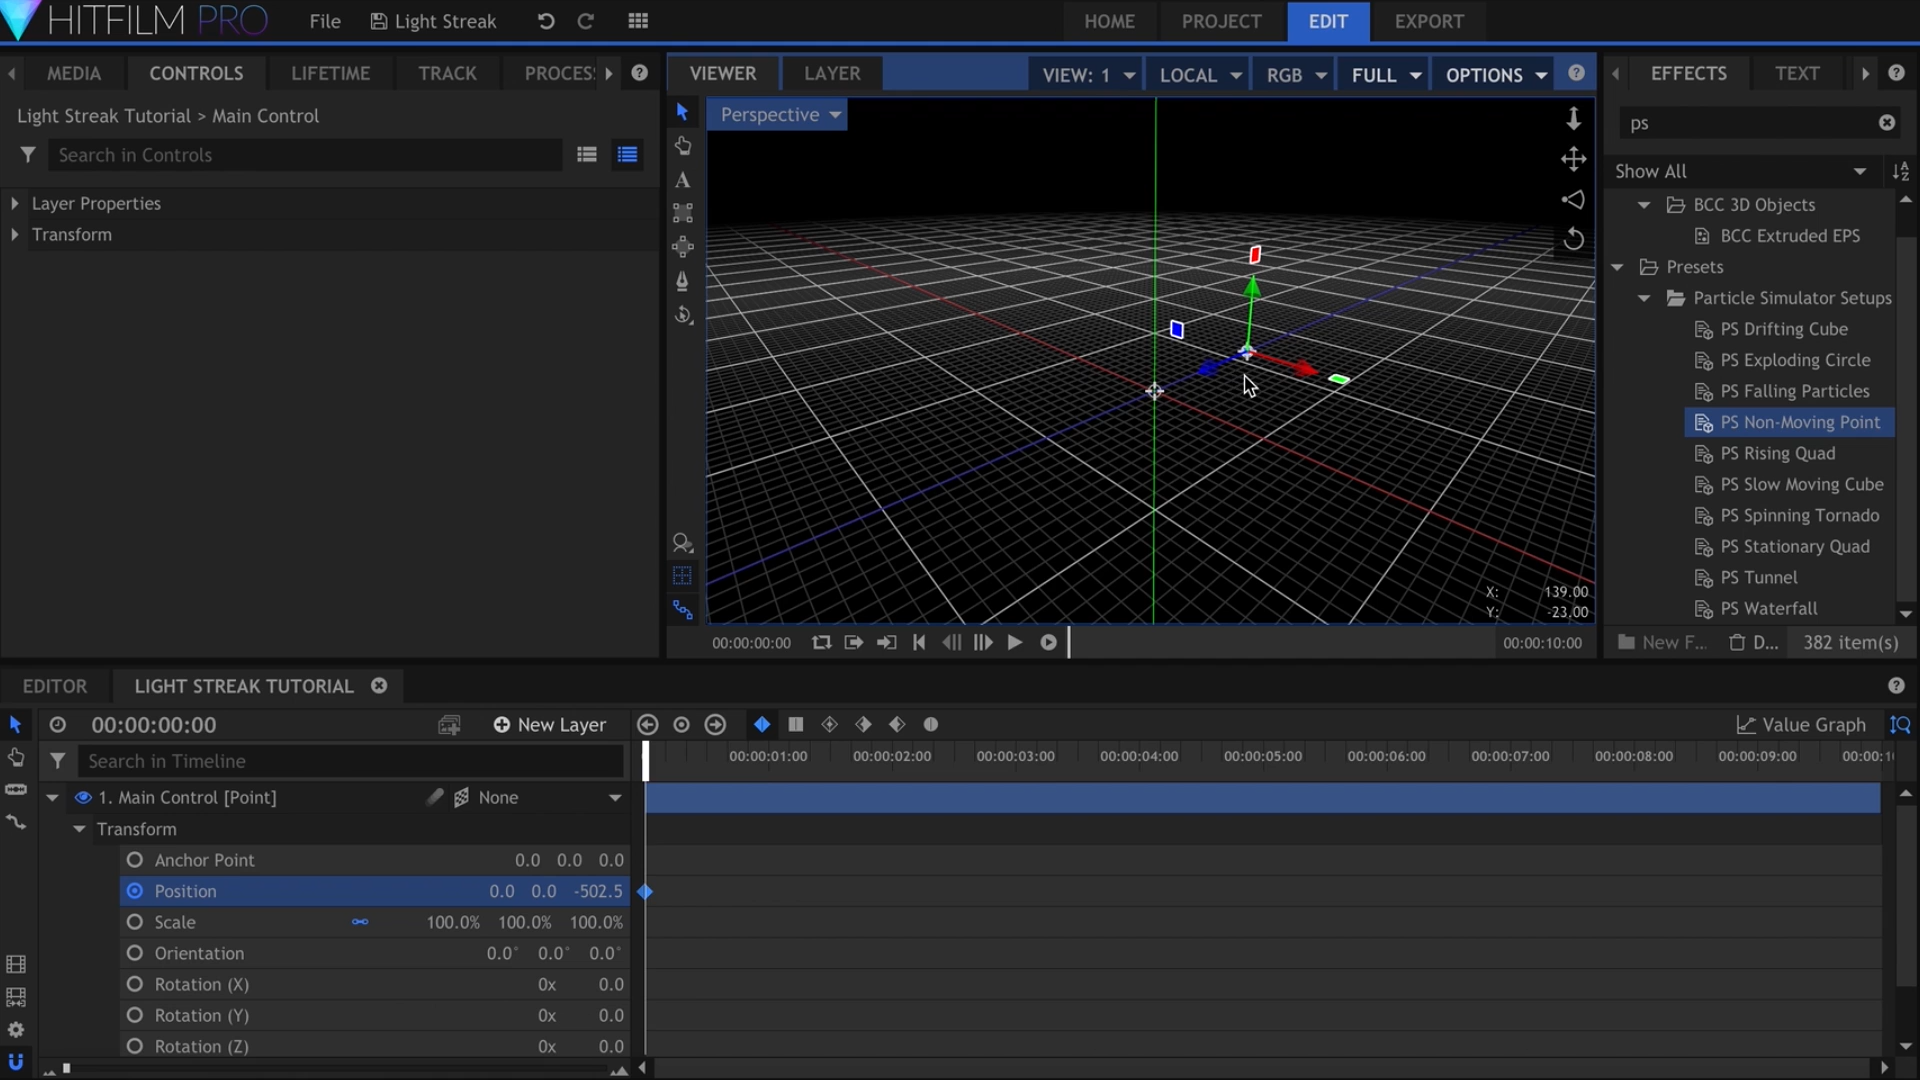 HITFILM PRO File Light Streak HOME PROJECT EDIT EXPORT
MEDIA CONTROLS LIFETIME TRACK PROCES
Light Streak Tutorial > Main Control
Search in Controls
Layer Properties
Transform
VIEWER LAYER VIEW: 1 LOCAL RGB FULL OPTIONS
Perspective
X: 139.00
Y: -23.00
00:00:00:00 00:00:10:00
EFFECTS TEXT
ps
Show All
BCC 3D Objects
BCC Extruded EPS
Presets
Particle Simulator Setups
PS Drifting Cube
PS Exploding Circle
PS Falling Particles
PS Non-Moving Point
PS Rising Quad
PS Slow Moving Cube
PS Spinning Tornado
PS Stationary Quad
PS Tunnel
PS Waterfall
New F... D... 382 item(s)
EDITOR LIGHT STREAK TUTORIAL
00:00:00:00 New Layer Value Graph
Search in Timeline
00:00:01:00 00:00:02:00 00:00:03:00 00:00:04:00 00:00:05:00 00:00:06:00 00:00:07:00 00:00:08:00 00:00:09:00 00:00:1
1. Main Control [Point] None
Transform
Anchor Point 0.0 0.0 0.0
Position 0.0 0.0 -502.5
Scale 100.0% 100.0% 100.0%
Orientation 0.0° 0.0° 0.0°
Rotation (X) 0x 0.0
Rotation (Y) 0x 0.0
Rotation (Z) 0x 0.0